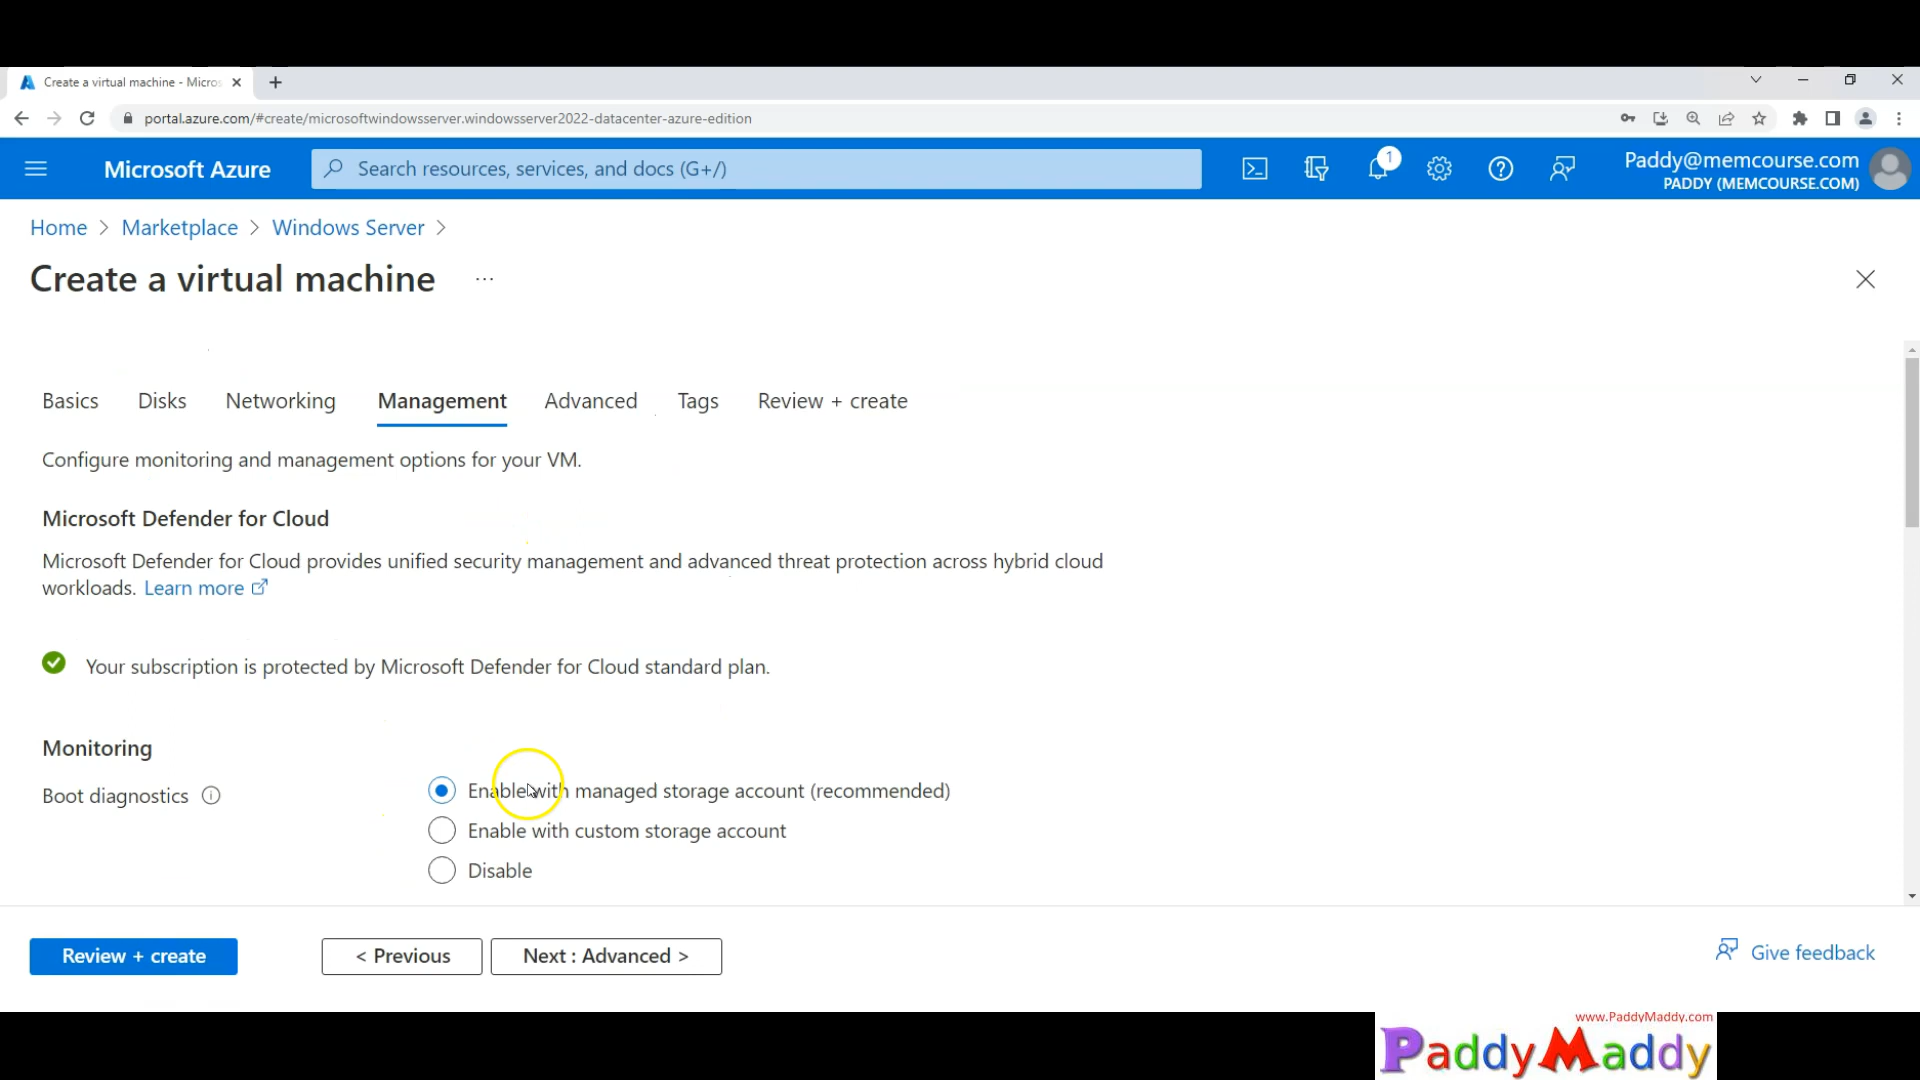 Create a virtual machine - Micros
portal.azure.com/#create/microsoftwindowsserver.windowsserver2022-datacenter-azure-edition
Microsoft Azure
Search resources, services, and docs (G+/)
1
Paddy@memcourse.com
PADDY (MEMCOURSE.COM)
Home > Marketplace > Windows Server >
Create a virtual machine ...
Basics Disks Networking Management Advanced Tags Review + create
Configure monitoring and management options for your VM.
Microsoft Defender for Cloud
Microsoft Defender for Cloud provides unified security management and advanced threat protection across hybrid cloud
workloads. Learn more
Your subscription is protected by Microsoft Defender for Cloud standard plan.
Monitoring
Boot diagnostics
Enable with managed storage account (recommended)
Enable with custom storage account
Disable
Review + create
< Previous
Next : Advanced >
Give feedback
www.PaddyMaddy.com
PaddyMaddy